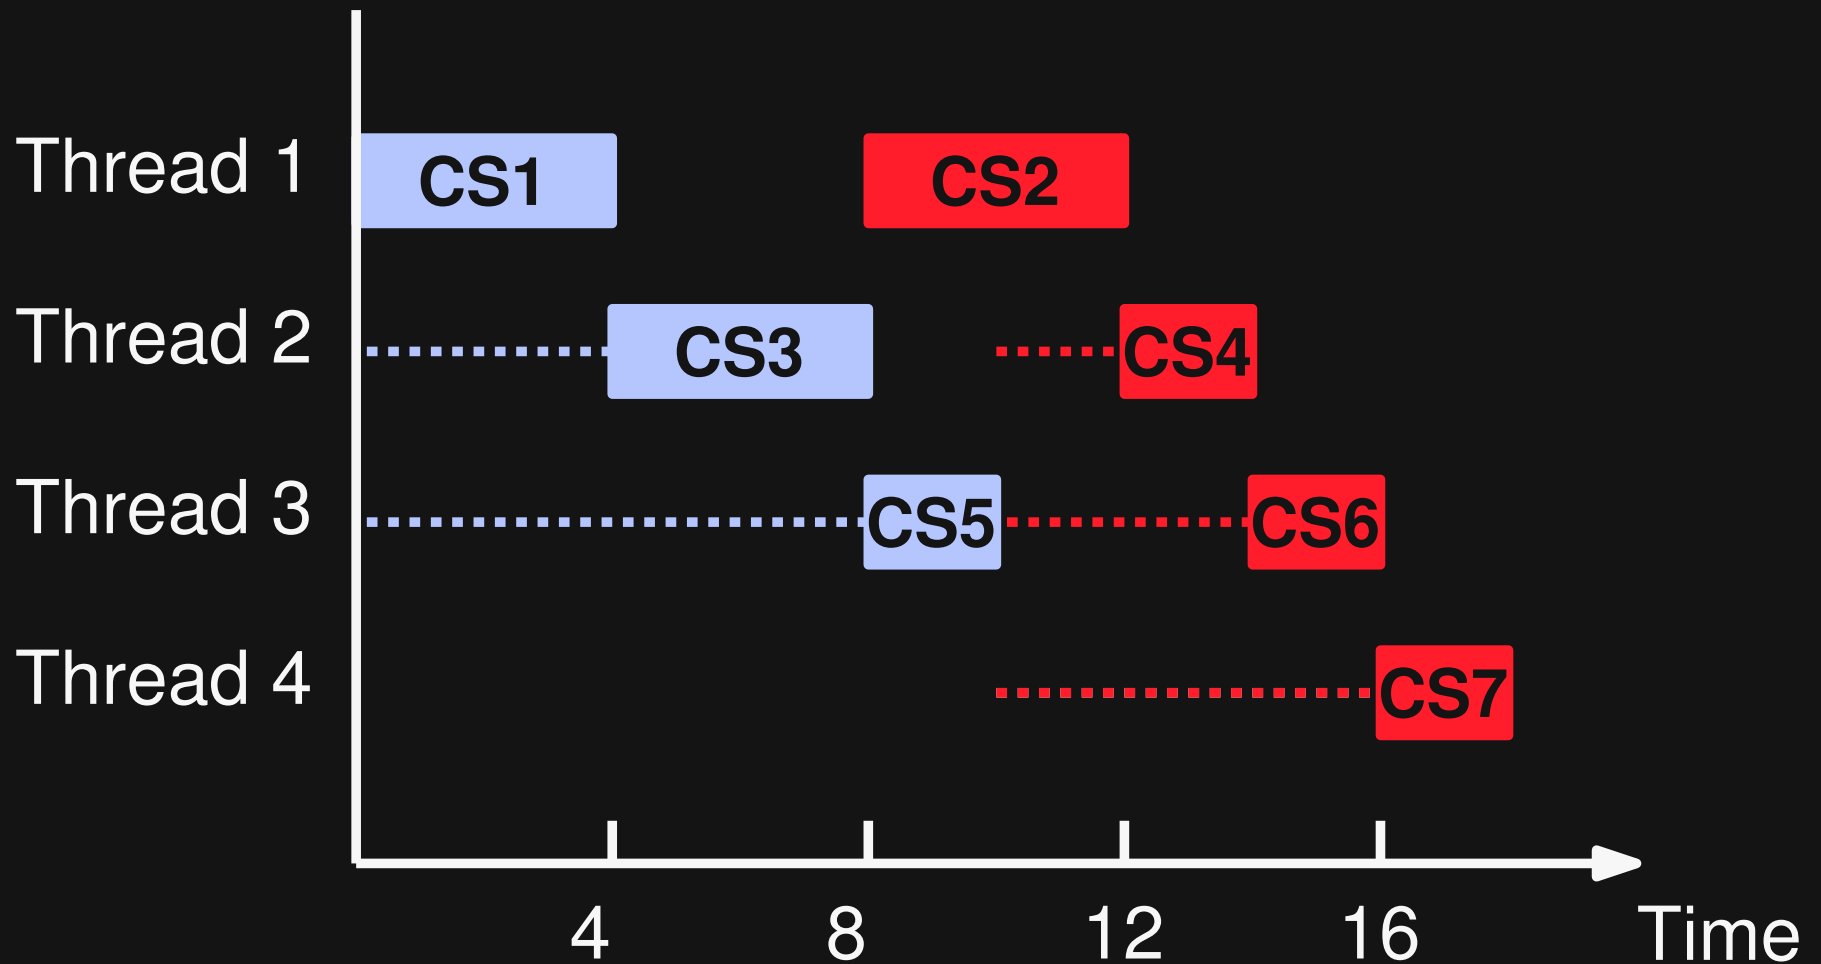 Thread 1 CS1 CS2
Thread 2 CS3 CS4
Thread 3 CS5 CS6
Thread 4 CS7
4 8 12 16 Time